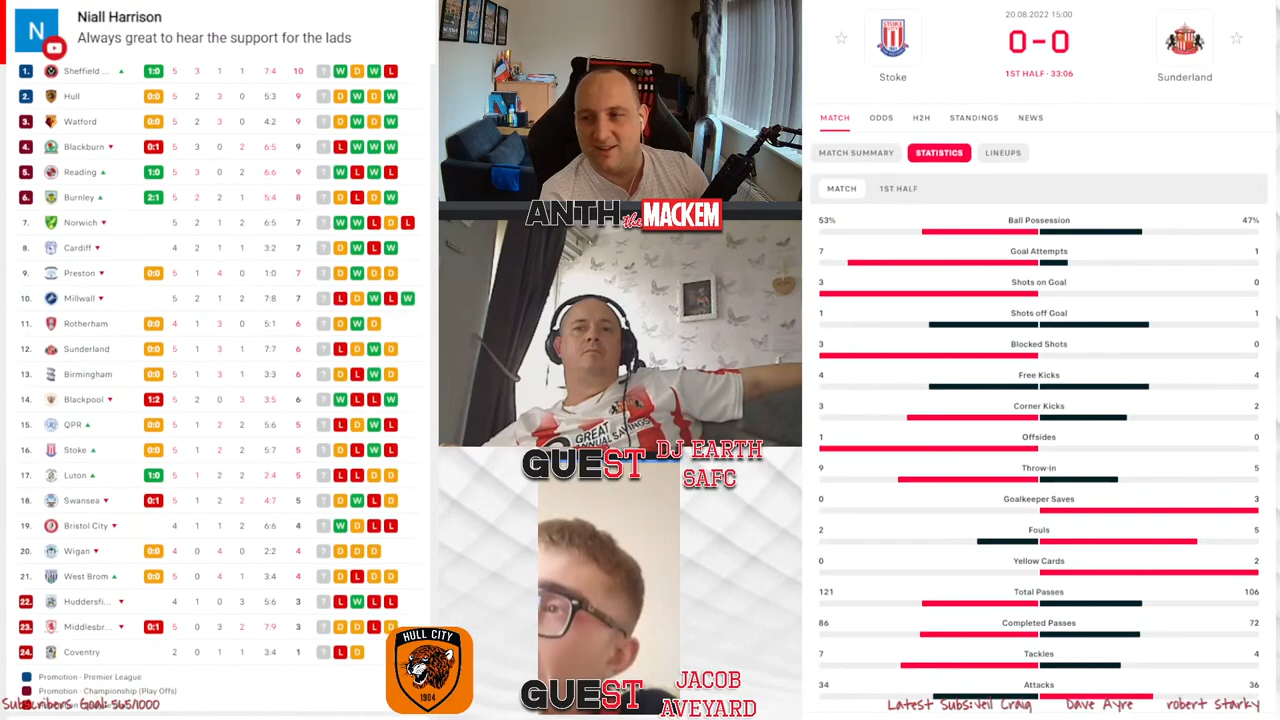 N
Niall Harrison
Always great to hear the support for the lads
1. Sheffield ... 1:0 5 3 1 1 7:4 10 ? W D W L
2. Hull 0:0 5 2 3 0 5:3 9 ? D W D W
3. Watford 0:0 5 2 3 0 4:2 9 ? D W D W
4. Blackburn 0:1 5 3 0 2 6:5 9 ? L W W W
5. Reading 1:0 5 3 0 2 6:6 9 ? W L W L
6. Burnley 2:1 5 2 2 1 5:4 8 ? D L D W
7. Norwich 5 2 1 2 6:5 7 ? W W L D L
8. Cardiff 4 2 1 1 3:2 7 ? D W L W
9. Preston 0:0 5 1 4 0 1:0 7 ? D W D D
10. Millwall 5 2 1 2 7:8 7 ? L D W L W
11. Rotherham 0:0 4 1 3 0 5:1 6 ? D W D
12. Sunderland 0:0 5 1 3 1 7:7 6 ? L D W D
13. Birmingham 0:0 5 1 3 1 3:3 6 ? D L W D
14. Blackpool 1:2 5 2 0 3 3:5 6 ? W L L W
15. QPR 0:0 5 1 2 2 5:6 5 ? D L W L
16. Stoke 0:0 5 1 2 2 5:7 5 ? D L W L
17. Luton 1:0 5 1 2 2 2:4 5 ? L L D D
18. Swansea 0:1 5 1 2 2 4:7 5 ? D W L D
19. Bristol City 4 1 1 2 6:6 4 ? W D L L
20. Wigan 0:0 4 0 4 0 2:2 4 ? D D D
21. West Brom 0:0 5 0 4 1 3:4 4 ? D L D D
22. Huddersfi... 4 1 0 3 5:6 3 ? L W L L
23. Middlesbr... 0:1 5 0 3 2 7:9 3 ? D D L D
24. Coventry 2 0 1 1 3:4 1 ? L D
Promotion - Premier League
Promotion - Championship (Play Offs)
Subscribers Goal: 565/1000
ANTH the MACKEM
GREAT
ANNUAL SAVINGS
GUEST DJ EARTH
SAFC
HULL CITY
1904
GUEST JACOB
AVEYARD
20.08.2022 15:00
STOKE
0-0
1ST HALF - 33:06
Stoke Sunderland
MATCH ODDS H2H STANDINGS NEWS
MATCH SUMMARY STATISTICS LINEUPS
MATCH 1ST HALF
53% Ball Possession 47%
7 Goal Attempts 1
3 Shots on Goal 0
1 Shots off Goal 1
3 Blocked Shots 0
4 Free Kicks 4
3 Corner Kicks 2
1 Offsides 0
9 Throw-in 5
0 Goalkeeper Saves 3
2 Fouls 5
0 Yellow Cards 2
121 Total Passes 106
86 Completed Passes 72
7 Tackles 4
34 Attacks 36
Latest Subs: Neil Craig Dave Ayre robert Starky